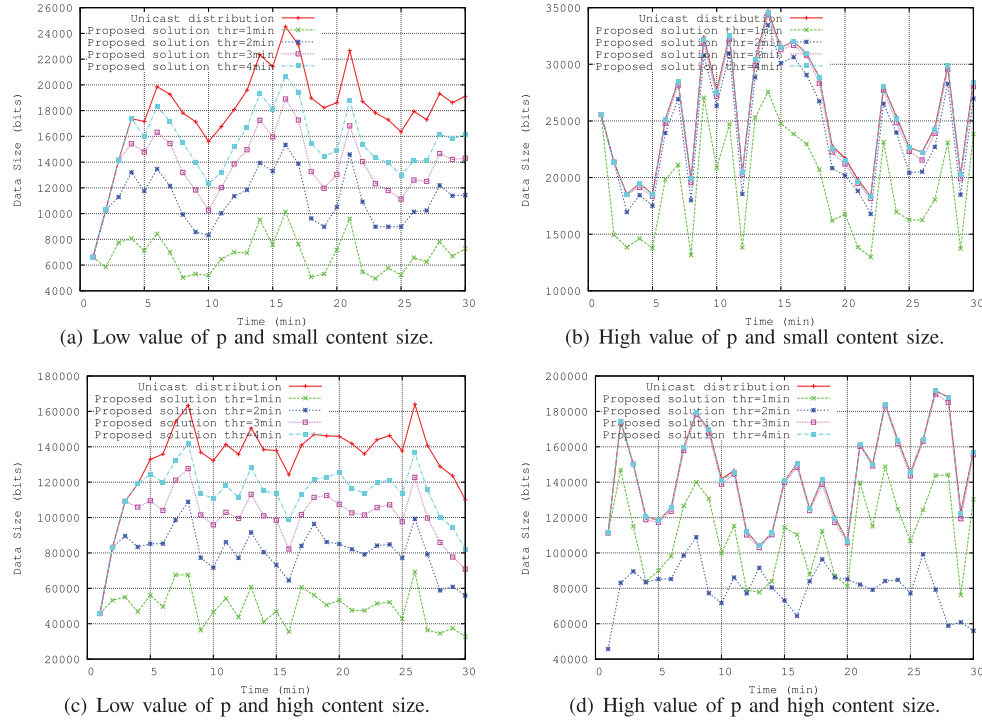 26000
24000
22000
20000
18000
16000
14000
12000
10000
8000
6000
4000
Data Size (bits)
Unicast distribution
Proposed solution thr=1min
Proposed solution thr=2min
Proposed solution thr=3min
Proposed solution thr=4min
0 5 10 15 20 25 30
Time (min)
(a) Low value of p and small content size.
35000
30000
25000
20000
15000
10000
Data Size (bits)
Unicast distribution
Proposed solution thr=1min
Proposed solution thr=2min
Proposed solution thr=3min
Proposed solution thr=4min
0 5 10 15 20 25 30
Time (min)
(b) High value of p and small content size.
180000
160000
140000
120000
100000
80000
60000
40000
20000
Data Size (bits)
Unicast distribution
Proposed solution thr=1min
Proposed solution thr=2min
Proposed solution thr=3min
Proposed solution thr=4min
0 5 10 15 20 25 30
Time (min)
(c) Low value of p and high content size.
200000
180000
160000
140000
120000
100000
80000
60000
40000
Data Size (bits)
Unicast distribution
Proposed solution thr=1min
Proposed solution thr=2min
Proposed solution thr=3min
Proposed solution thr=4min
0 5 10 15 20 25 30
Time (min)
(d) High value of p and high content size.